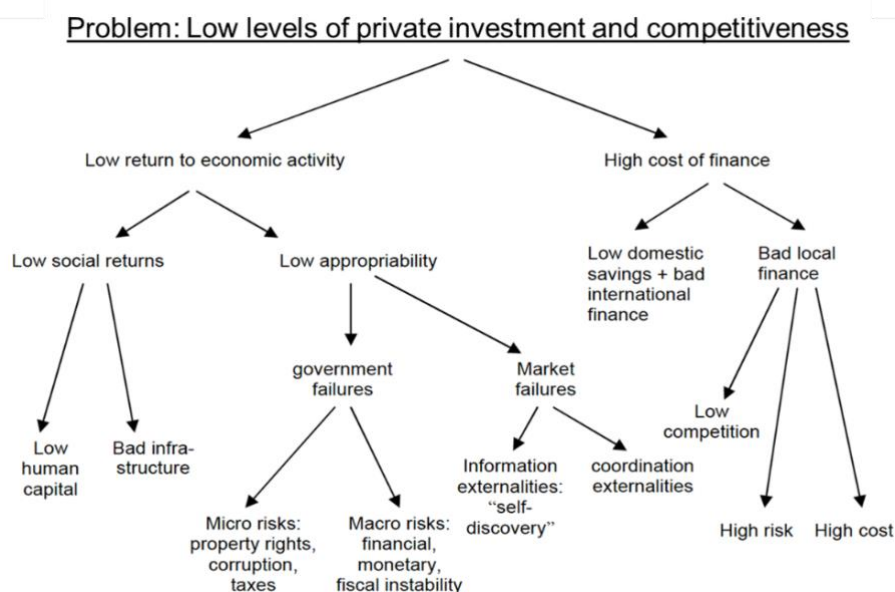 Problem: Low levels of private investment and competitiveness
Low return to economic activity
High cost of finance
Low social returns
Low appropriability
Low domestic
savings + bad
international
finance
Bad local
finance
government
failures
Market
failures
Low
human
capital
Bad infra-
structure
Information
externalities:
“self-
discovery”
coordination
externalities
Low
competition
Micro risks:
property rights,
corruption,
taxes
Macro risks:
financial,
monetary,
fiscal instability
High risk
High cost